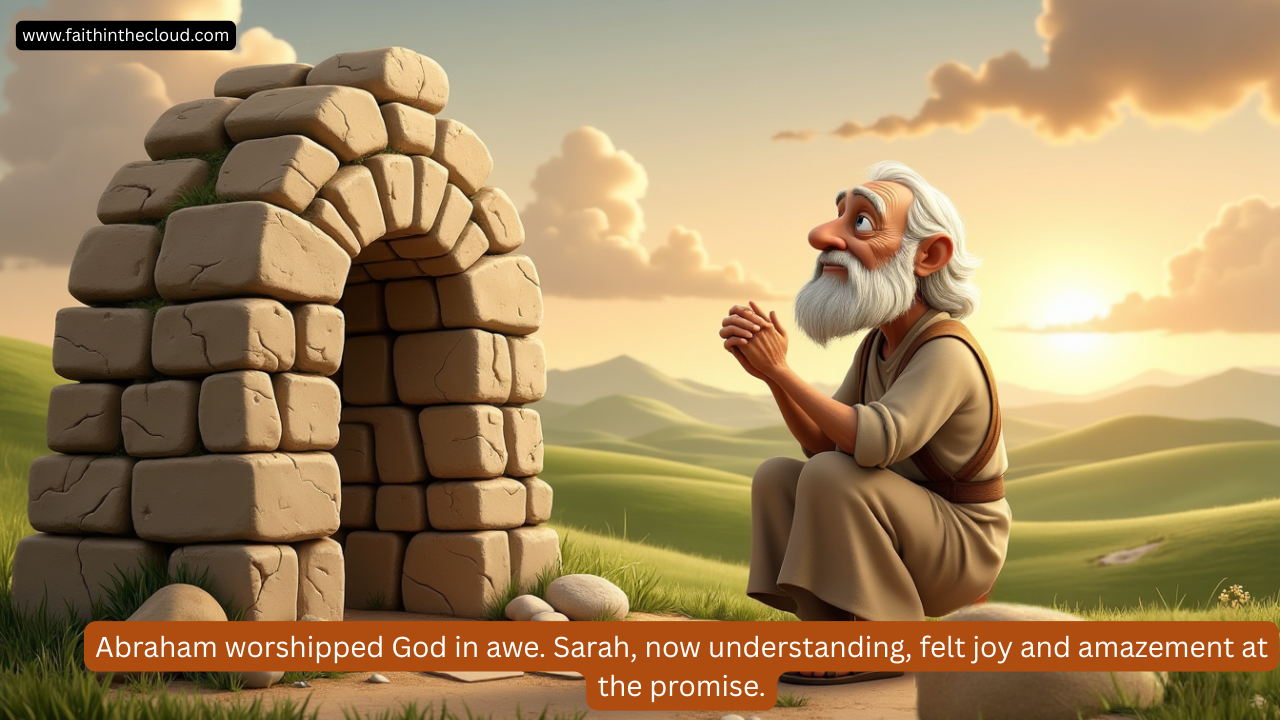 www.faithinthecloud.com
Abraham worshipped God in awe. Sarah, now understanding, felt joy and amazement at
the promise.